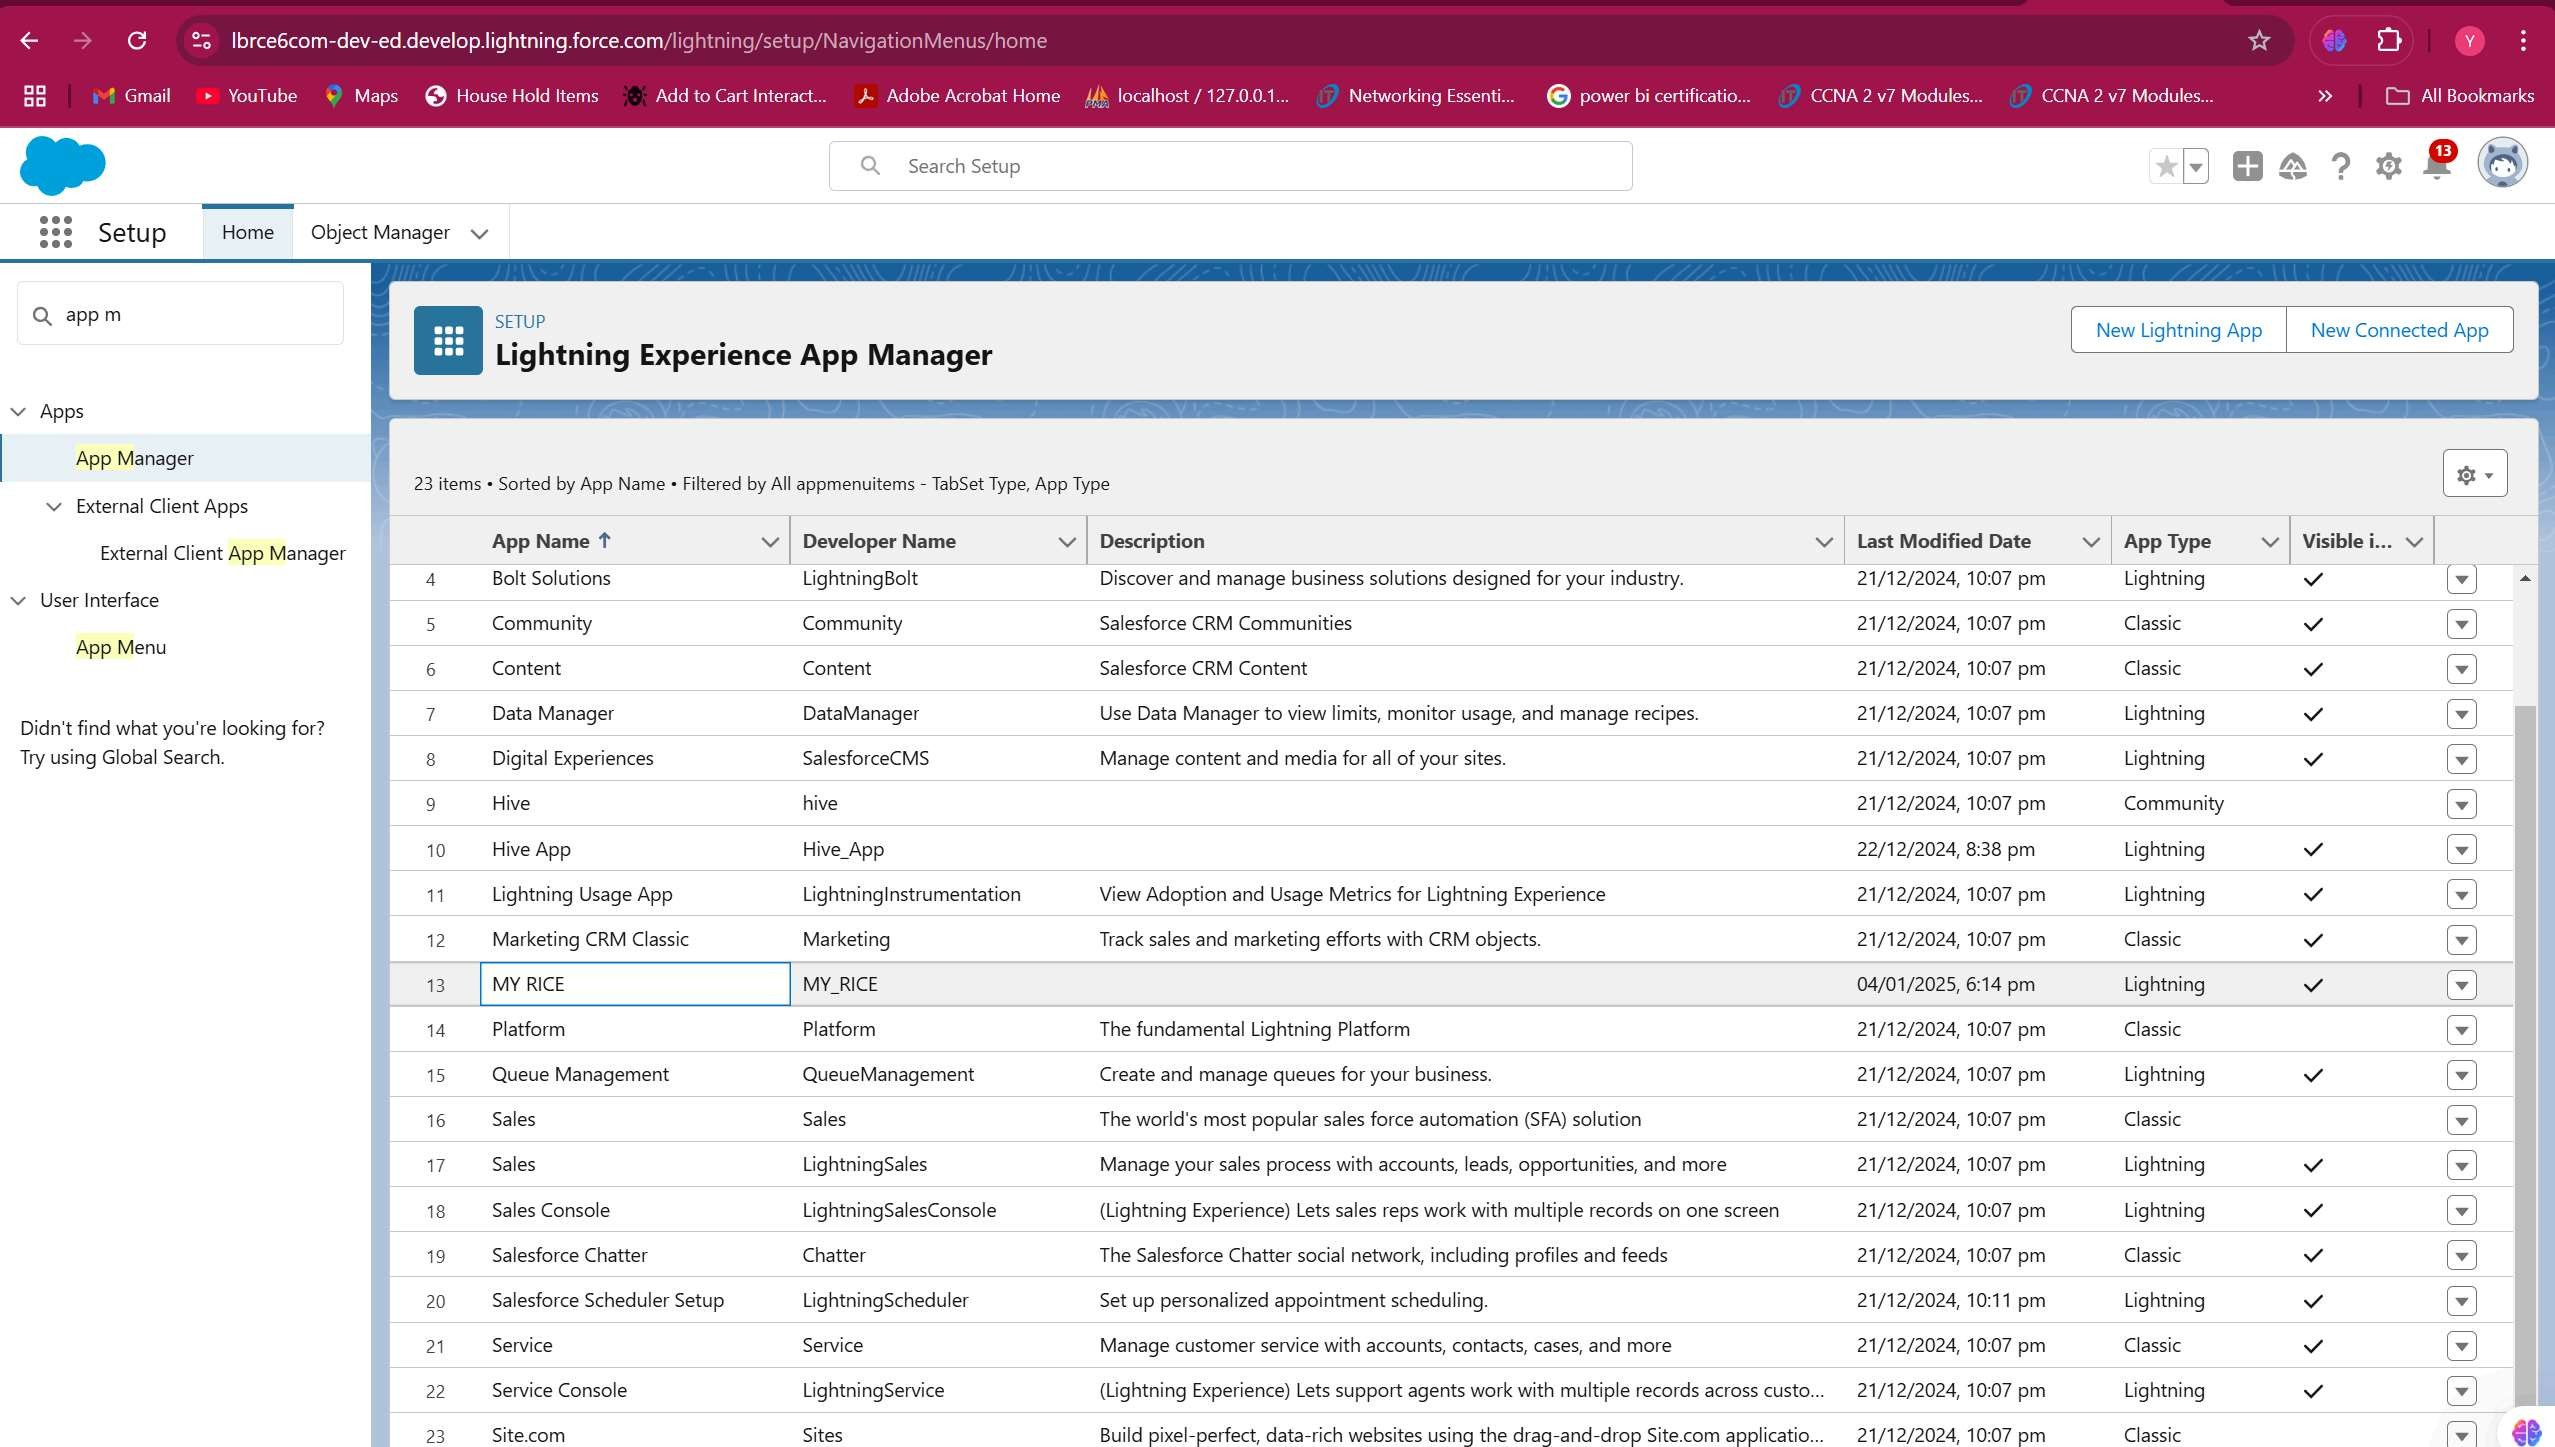 lbrce6com-dev-ed.develop.lightning.force.com/lightning/setup/NavigationMenus/home
Y
Gmail YouTube Maps House Hold Items Add to Cart Interact... Adobe Acrobat Home localhost / 127.0.0.1... Networking Essenti... power bi certificatio... CCNA 2 v7 Modules... CCNA 2 v7 Modules... » All Bookmarks
Search Setup
13
Setup Home Object Manager
app m
Apps
App Manager
External Client Apps
External Client App Manager
User Interface
App Menu
Didn't find what you're looking for?
Try using Global Search.
SETUP
Lightning Experience App Manager
New Lightning App New Connected App
23 items • Sorted by App Name • Filtered by All appmenuitems - TabSet Type, App Type
App Name ↑ Developer Name Description Last Modified Date App Type Visible i...
4 Bolt Solutions LightningBolt Discover and manage business solutions designed for your industry. 21/12/2024, 10:07 pm Lightning ✓
5 Community Community Salesforce CRM Communities 21/12/2024, 10:07 pm Classic ✓
6 Content Content Salesforce CRM Content 21/12/2024, 10:07 pm Classic ✓
7 Data Manager DataManager Use Data Manager to view limits, monitor usage, and manage recipes. 21/12/2024, 10:07 pm Lightning ✓
8 Digital Experiences SalesforceCMS Manage content and media for all of your sites. 21/12/2024, 10:07 pm Lightning ✓
9 Hive hive 21/12/2024, 10:07 pm Community
10 Hive App Hive_App 22/12/2024, 8:38 pm Lightning ✓
11 Lightning Usage App LightningInstrumentation View Adoption and Usage Metrics for Lightning Experience 21/12/2024, 10:07 pm Lightning ✓
12 Marketing CRM Classic Marketing Track sales and marketing efforts with CRM objects. 21/12/2024, 10:07 pm Classic ✓
13 MY RICE MY_RICE 04/01/2025, 6:14 pm Lightning ✓
14 Platform Platform The fundamental Lightning Platform 21/12/2024, 10:07 pm Classic
15 Queue Management QueueManagement Create and manage queues for your business. 21/12/2024, 10:07 pm Lightning ✓
16 Sales Sales The world's most popular sales force automation (SFA) solution 21/12/2024, 10:07 pm Classic
17 Sales LightningSales Manage your sales process with accounts, leads, opportunities, and more 21/12/2024, 10:07 pm Lightning ✓
18 Sales Console LightningSalesConsole (Lightning Experience) Lets sales reps work with multiple records on one screen 21/12/2024, 10:07 pm Lightning ✓
19 Salesforce Chatter Chatter The Salesforce Chatter social network, including profiles and feeds 21/12/2024, 10:07 pm Classic ✓
20 Salesforce Scheduler Setup LightningScheduler Set up personalized appointment scheduling. 21/12/2024, 10:11 pm Lightning ✓
21 Service Service Manage customer service with accounts, contacts, cases, and more 21/12/2024, 10:07 pm Classic ✓
22 Service Console LightningService (Lightning Experience) Lets support agents work with multiple records across custo... 21/12/2024, 10:07 pm Lightning ✓
23 Site.com Sites Build pixel-perfect, data-rich websites using the drag-and-drop Site.com applicatio... 21/12/2024, 10:07 pm Classic